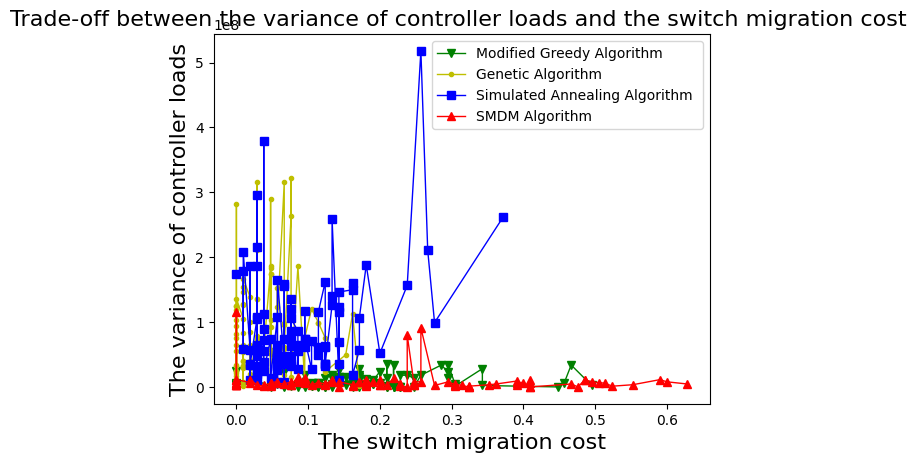 Trade-off between the variance of controller loads and the switch migration cost
1e8
Modified Greedy Algorithm
Genetic Algorithm
Simulated Annealing Algorithm
SMDM Algorithm
The variance of controller loads
5
4
3
2
1
0
0.0 0.1 0.2 0.3 0.4 0.5 0.6
The switch migration cost